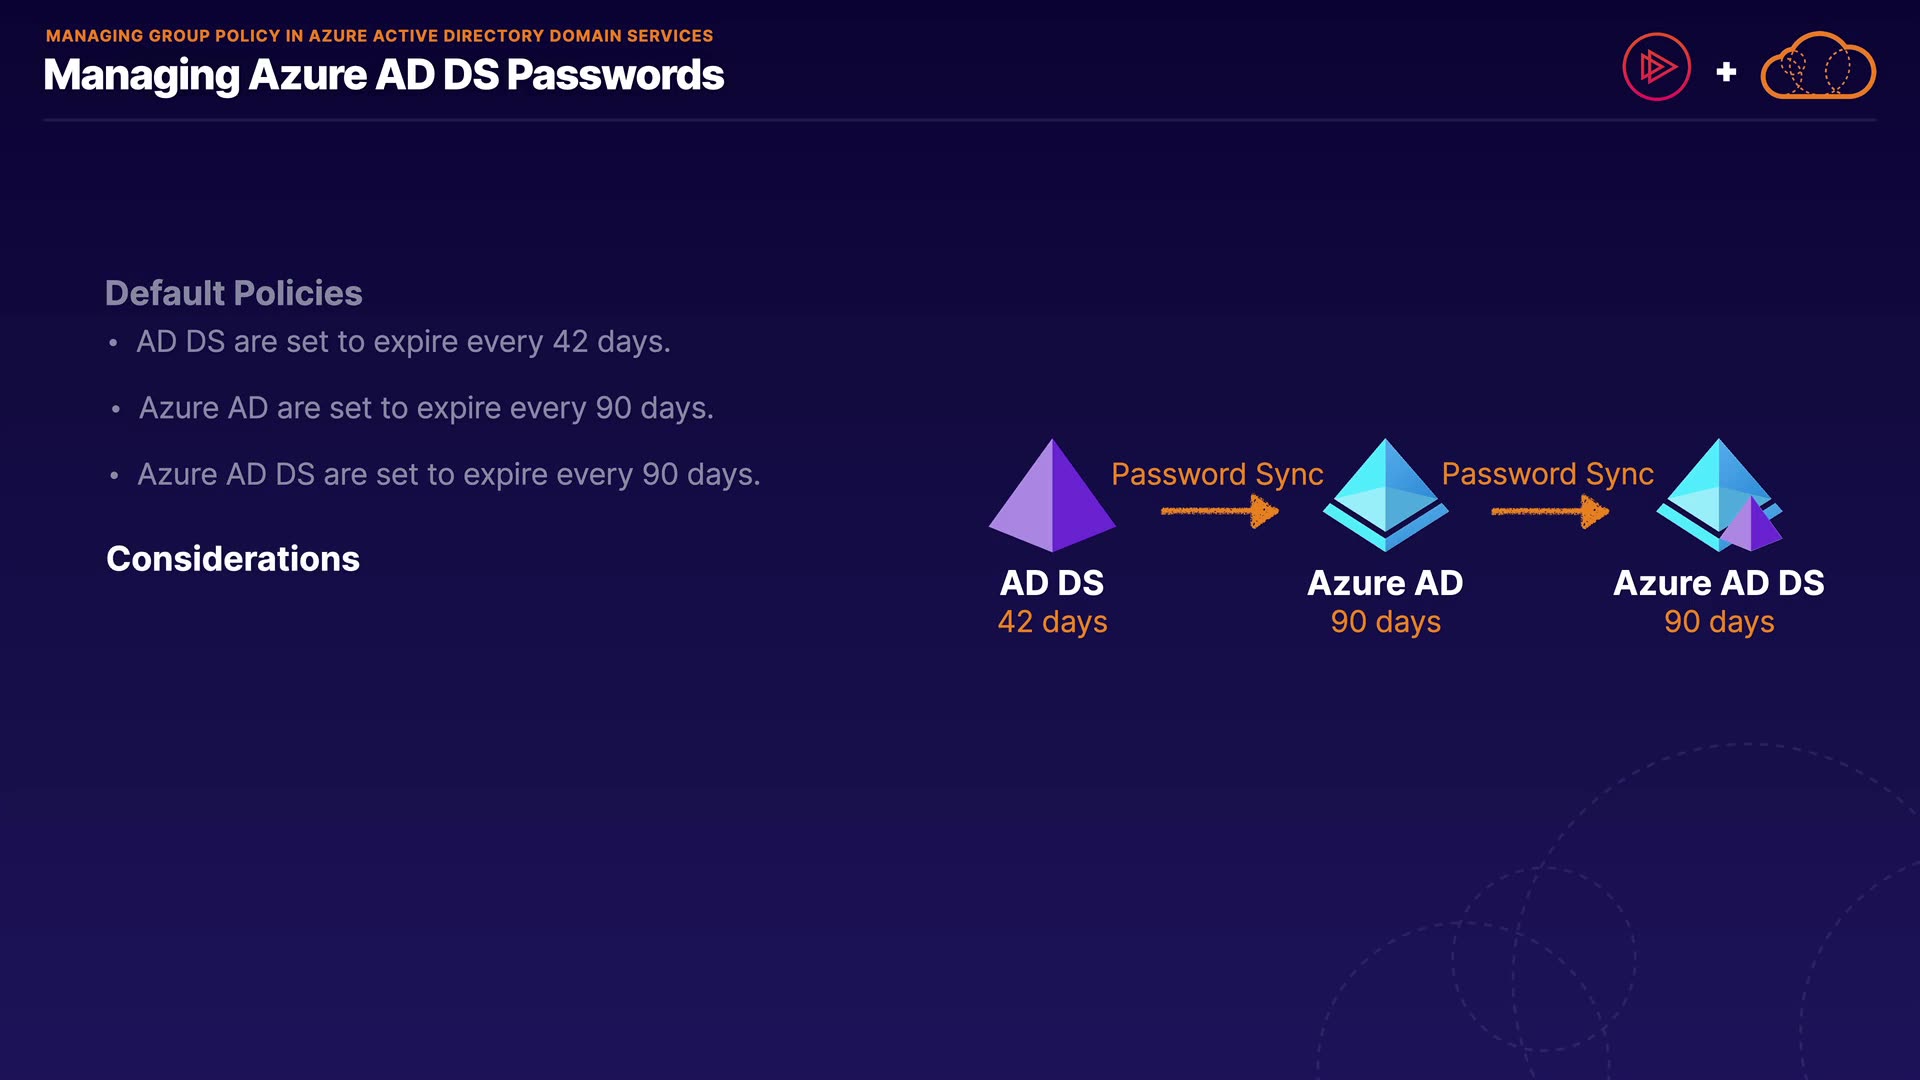 MANAGING GROUP POLICY IN AZURE ACTIVE DIRECTORY DOMAIN SERVICES
Managing Azure AD DS Passwords
+
Default Policies
• AD DS are set to expire every 42 days.
• Azure AD are set to expire every 90 days.
• Azure AD DS are set to expire every 90 days.
Considerations
Password Sync
Password Sync
AD DS
42 days
Azure AD
90 days
Azure AD DS
90 days